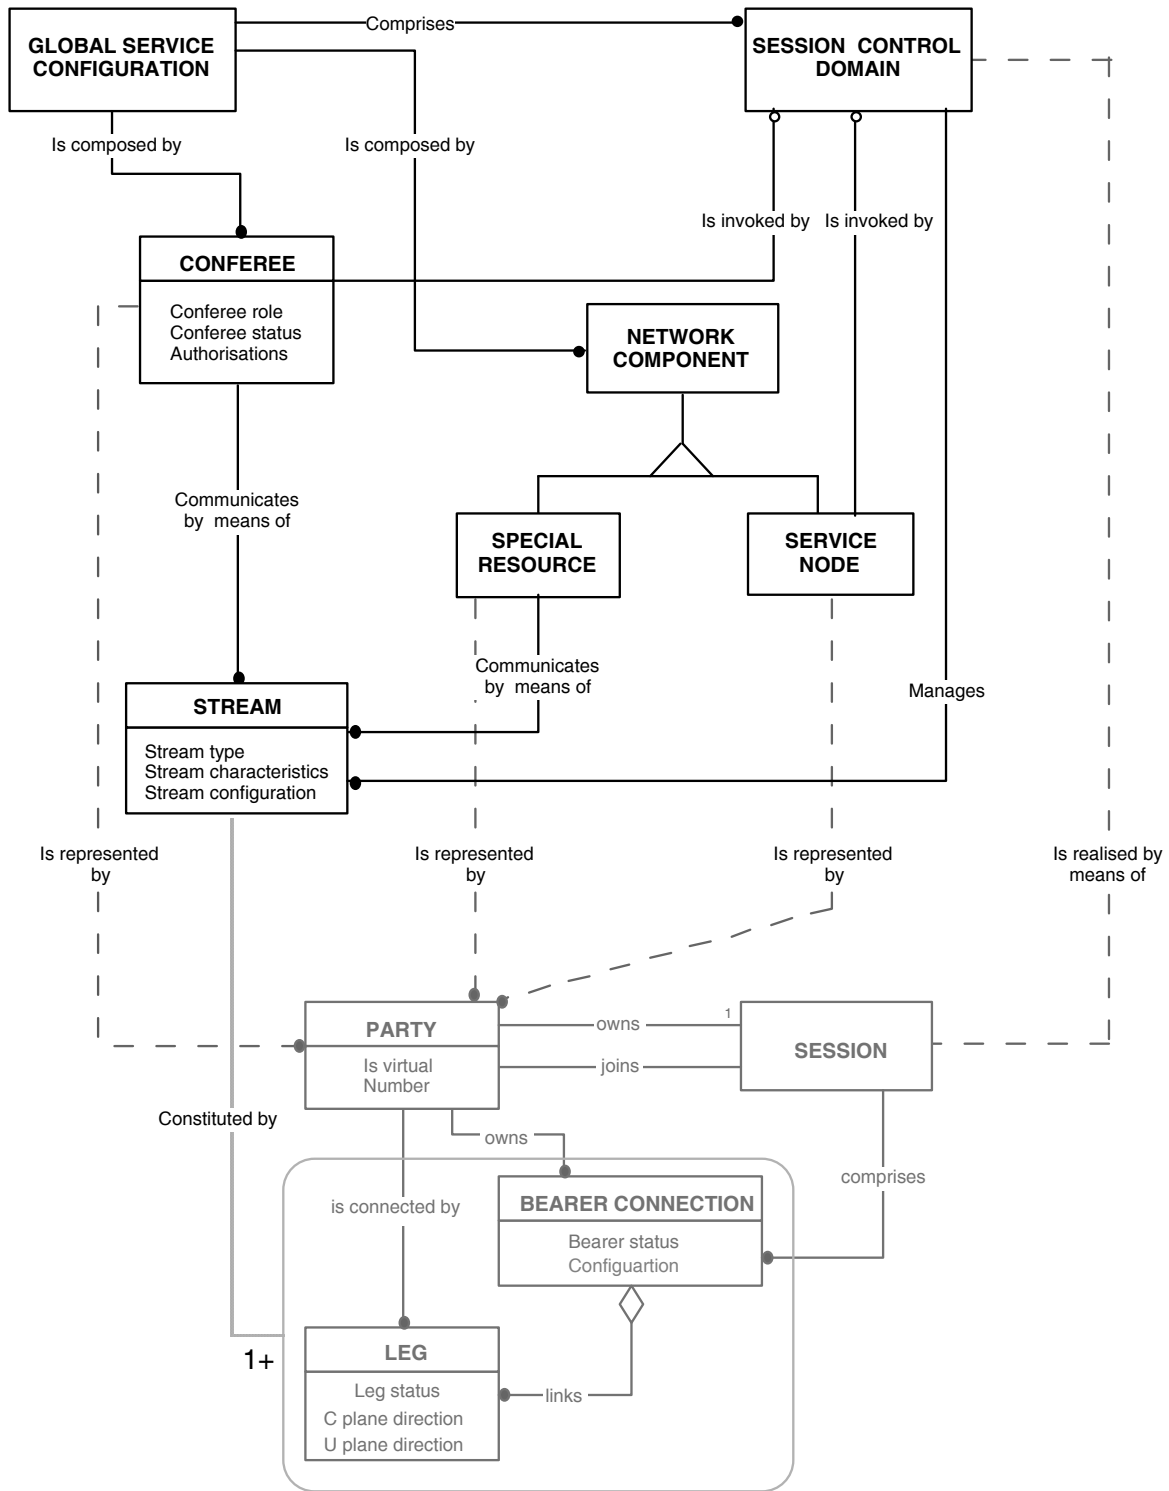 Comprises
GLOBAL SERVICE
CONFIGURATION
SESSION CONTROL
DOMAIN
Is composed by
Is composed by
Is invoked by
Is invoked by
CONFEREE
Conferee role
Conferee status
Authorisations
NETWORK
COMPONENT
Communicates
by means of
SPECIAL
RESOURCE
SERVICE
NODE
Communicates
by means of
Manages
STREAM
Stream type
Stream characteristics
Stream configuration
Is represented
by
Is represented
by
Is represented
by
Is realised by
means of
PARTY
Is virtual
Number
owns
1
joins
SESSION
Constituted by
owns
is connected by
comprises
BEARER CONNECTION
Bearer status
Configuartion
1+
LEG
Leg status
C plane direction
U plane direction
links